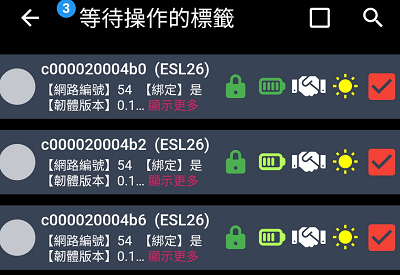 3
等待操作的標籤
c000020004b0 (ESL26)
【網路編號】54 【綁定】是
【韌體版本】0.1... 顯示更多
c000020004b2 (ESL26)
【網路編號】54 【綁定】是
【韌體版本】0.1... 顯示更多
c000020004b6 (ESL26)
【網路編號】54 【綁定】是
【韌體版本】0.1... 顯示更多